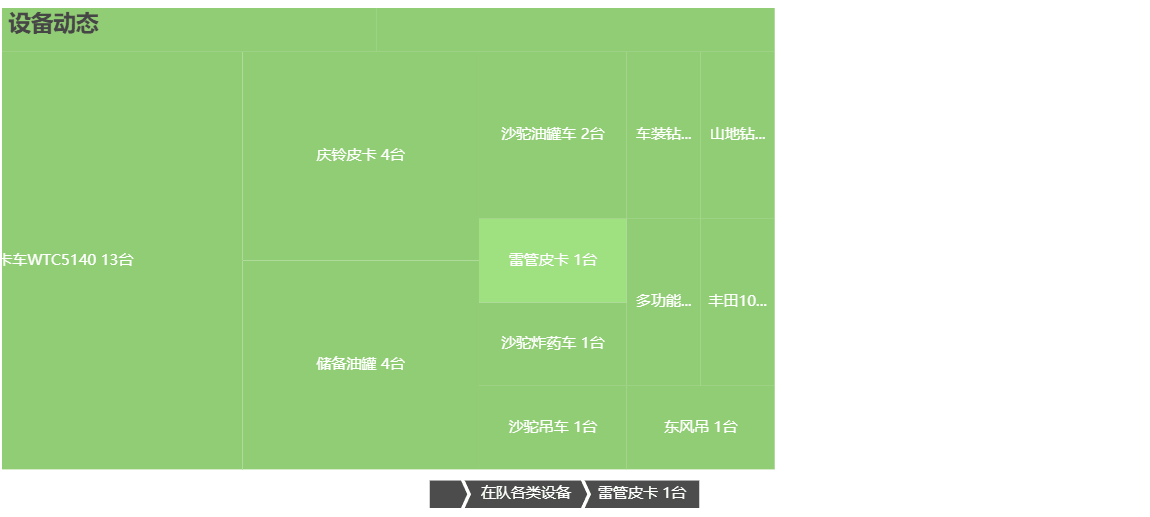 设备动态
庆铃皮卡 4台
沙驼油罐车 2台
车装钻...
山地钻...
卡车WTC5140 13台
雷管皮卡 1台
多功能...
丰田10...
沙驼炸药车 1台
储备油罐 4台
沙驼吊车 1台
东风吊 1台
在队各类设备
雷管皮卡 1台